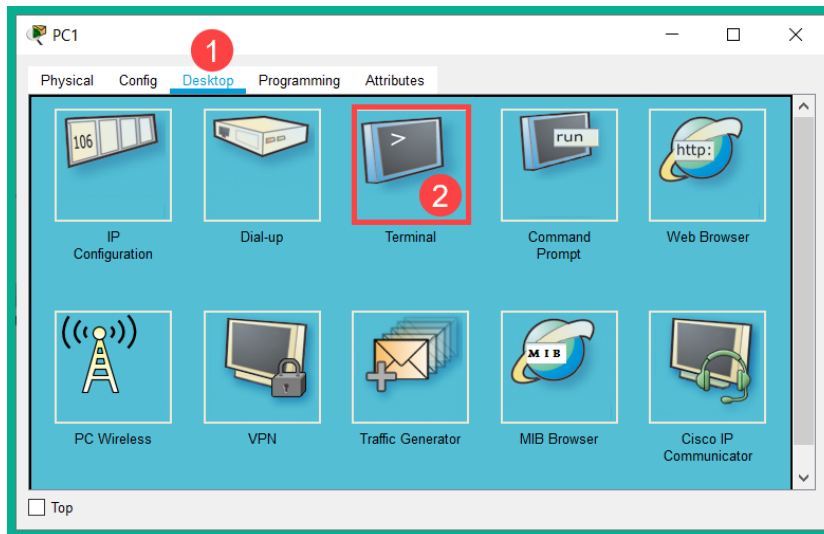 PC1
1
Physical Config Desktop Programming Attributes
106
>
run
http:
2
IP
Configuration
Dial-up
Terminal
Command
Prompt
Web Browser
MIB
PC Wireless
VPN
Traffic Generator
MIB Browser
Cisco IP
Communicator
Top